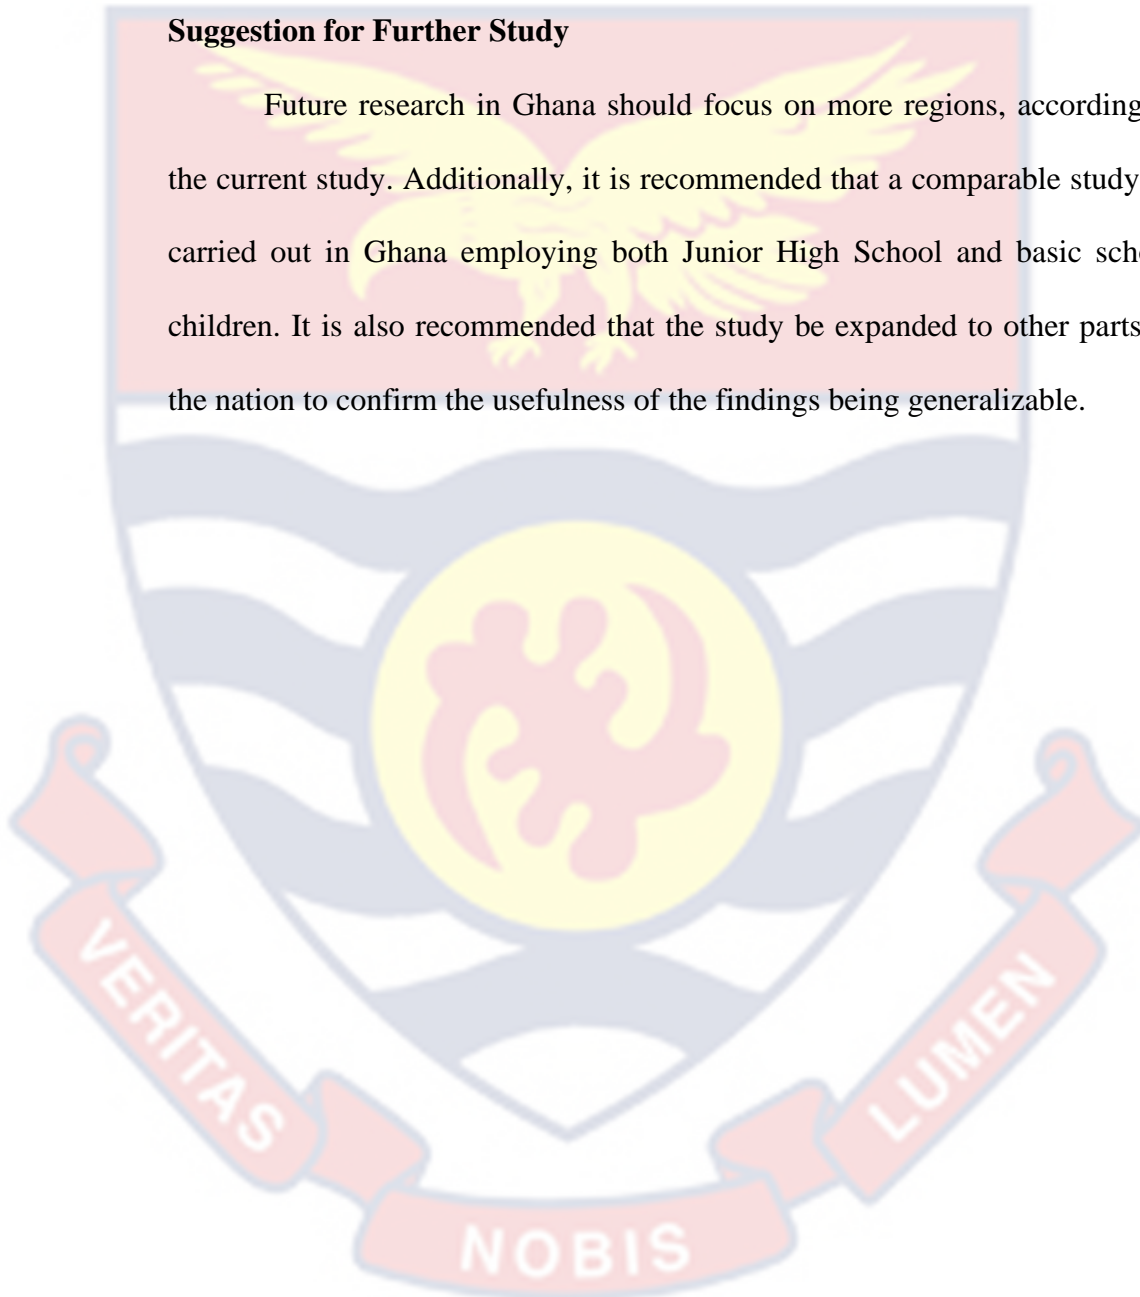 Suggestion for Further Study
Future research in Ghana should focus on more regions, according
the current study. Additionally, it is recommended that a comparable study
carried out in Ghana employing both Junior High School and basic
children. It is also recommended that the study be expanded to other parts
the nation to confirm the usefulness of the findings being generalizable.
VERITAS
NOBIS
LUMEN